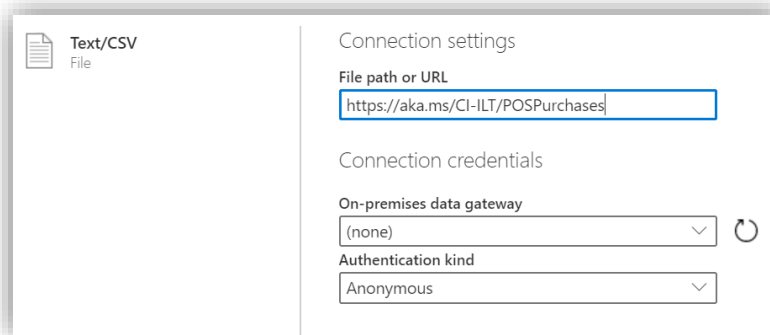 Text/CSV
File
Connection settings
File path or URL
https://aka.ms/CI-ILT/POSPurchases
Connection credentials
On-premises data gateway
(none)
Authentication kind
Anonymous